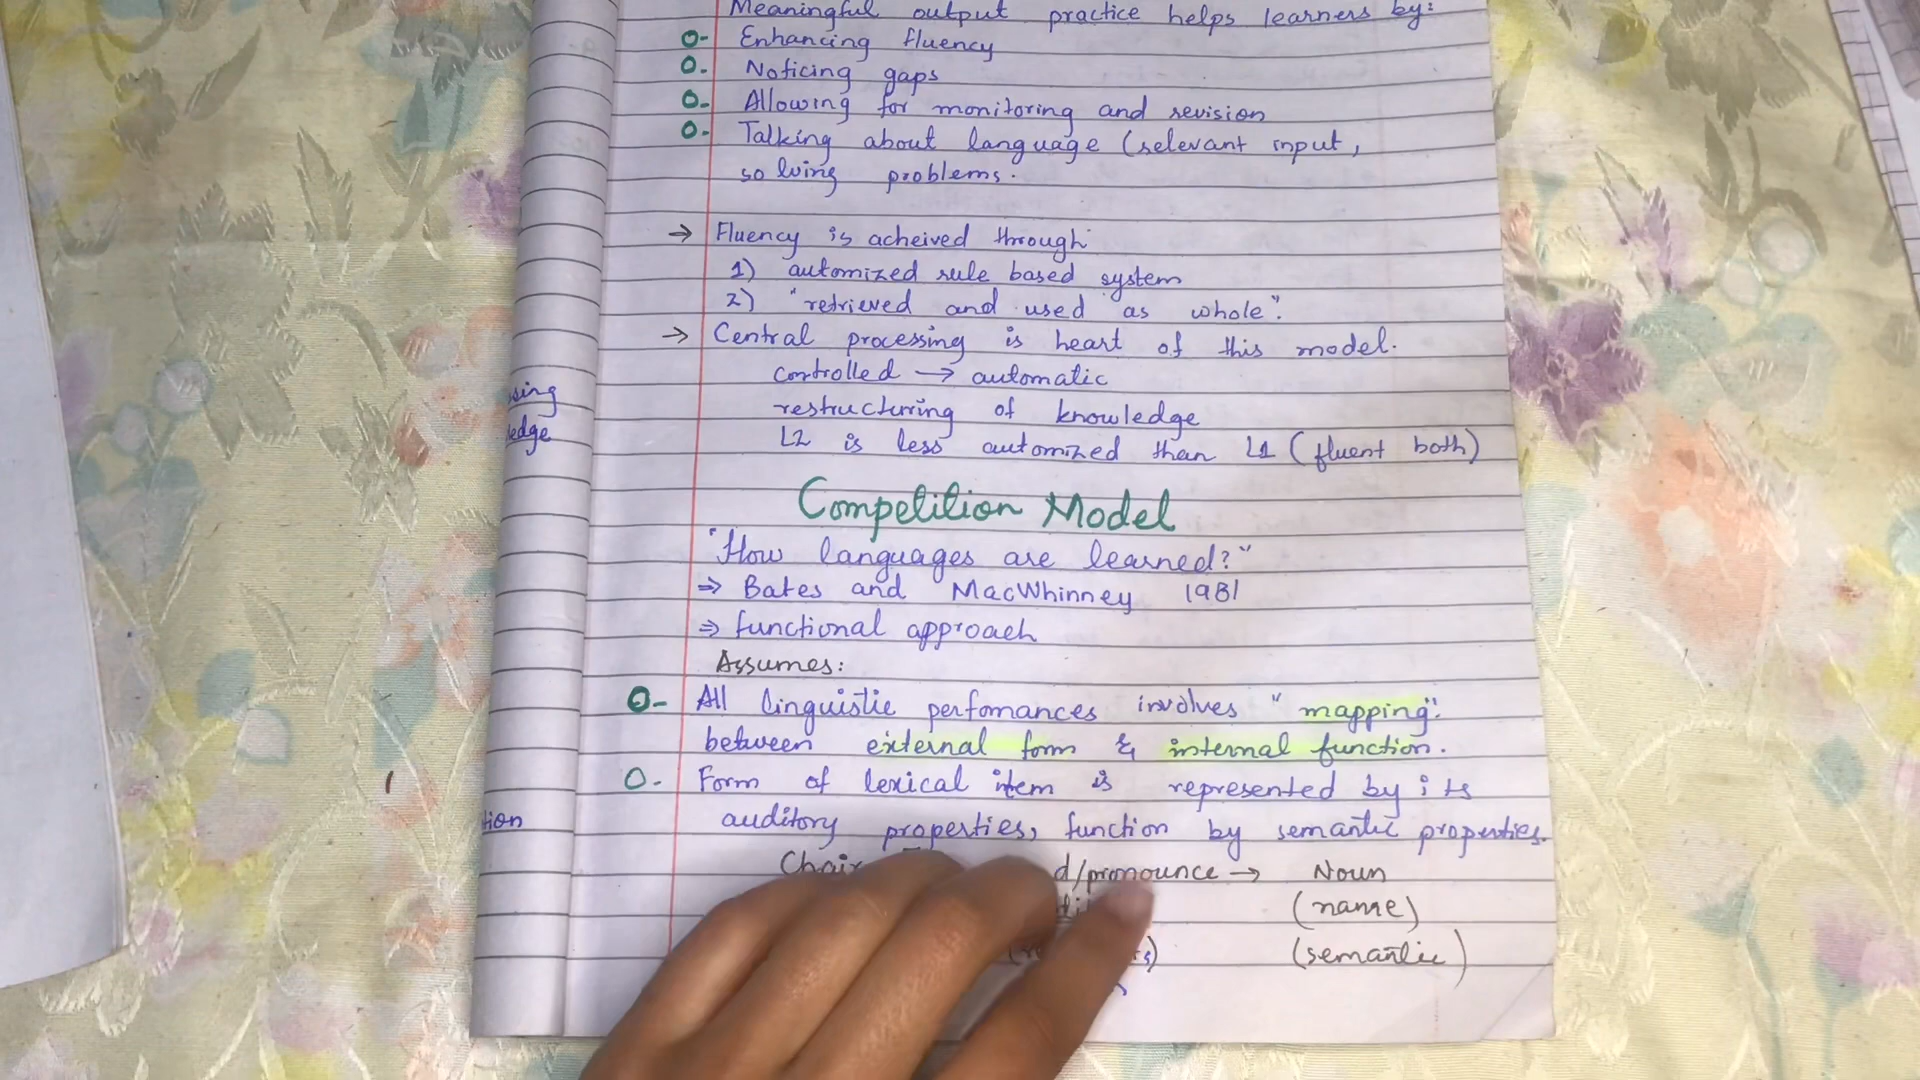 Meaningful output practice helps learners by:
O- Enhancing fluency
O. Noticing gaps
O- Allowing for monitoring and revision
O- Talking about language (relevant input,
solving problems.
→ Fluency is acheived through
1) automized rule based system
2) "retrieved and used as whole".
→ Central processing is heart of this model.
controlled → automatic
restructuring of knowledge
L2 is less automized than L1 (fluent both)
Competition Model
"How languages are learned?"
⇒ Bates and MacWhinney 1981
⇒ functional approach
Assumes:
O- All linguistic perfomances involves "mapping".
between external form & internal function.
O- Form of lexical item is represented by its
auditory properties, function by semantic properties.
Chair /pronounce → Noun
(name)
(semantic)